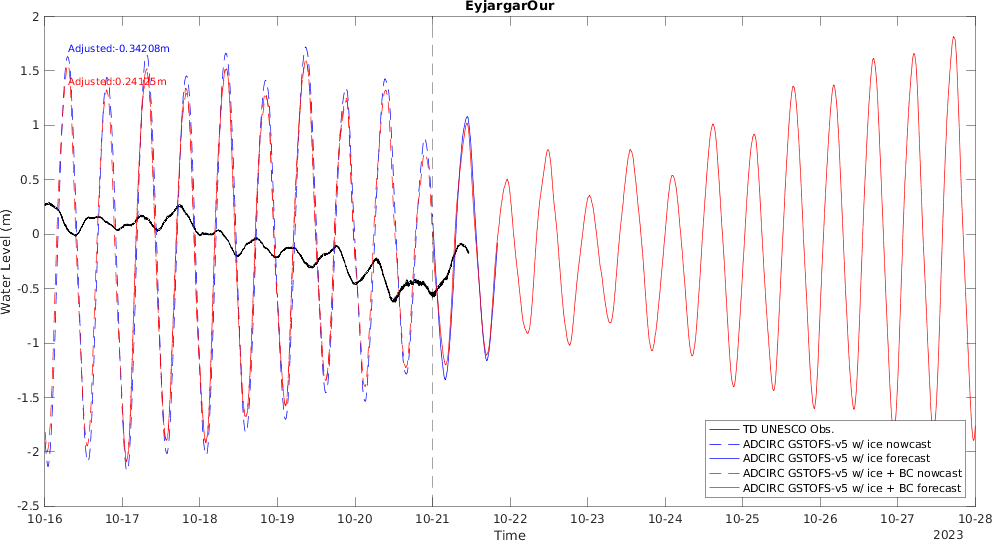 EyjargarOur
Adjusted:-0.34208m
Adjusted:0.24125m
Water Level (m)
2
1.5
1
0.5
0
-0.5
-1
-1.5
-2
-2.5
10-16
10-17
10-18
10-19
10-20
10-21
10-22
10-23
10-24
10-25
10-26
10-27
10-28
Time
2023
TD UNESCO Obs.
ADCIRC GSTOFS-v5 w/ ice nowcast
ADCIRC GSTOFS-v5 w/ ice forecast
ADCIRC GSTOFS-v5 w/ ice + BC nowcast
ADCIRC GSTOFS-v5 w/ ice + BC forecast